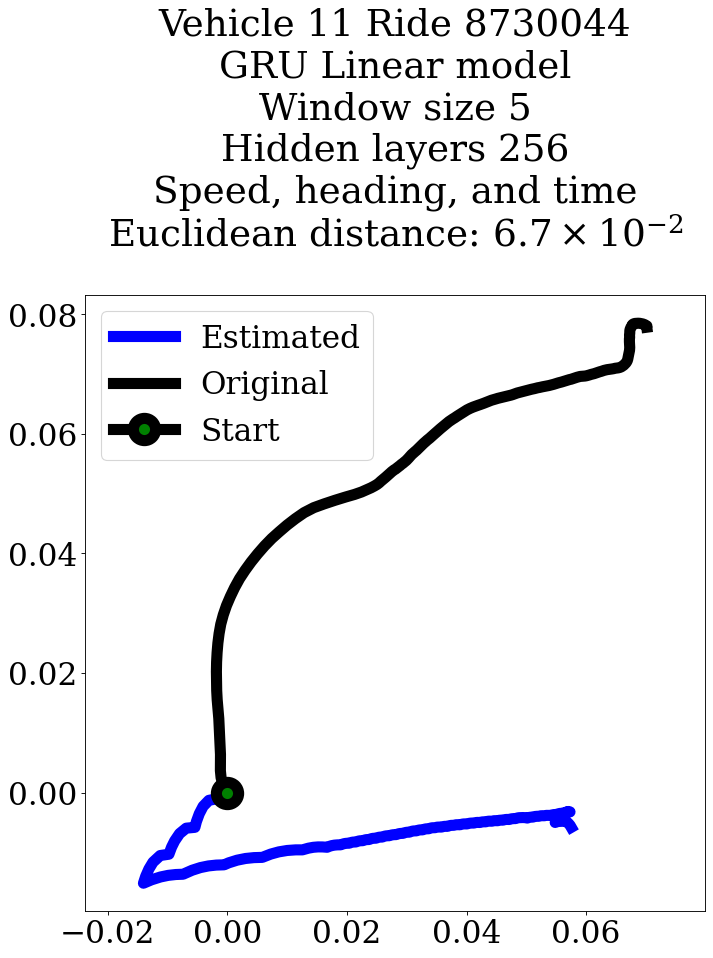 Vehicle 11 Ride 8730044
GRU Linear model
Window size 5
Hidden layers 256
Speed, heading, and time
Euclidean distance: 6.7 × 10⁻²
Estimated
Original
Start
0.08
0.06
0.04
0.02
0.00
−0.02 0.00 0.02 0.04 0.06